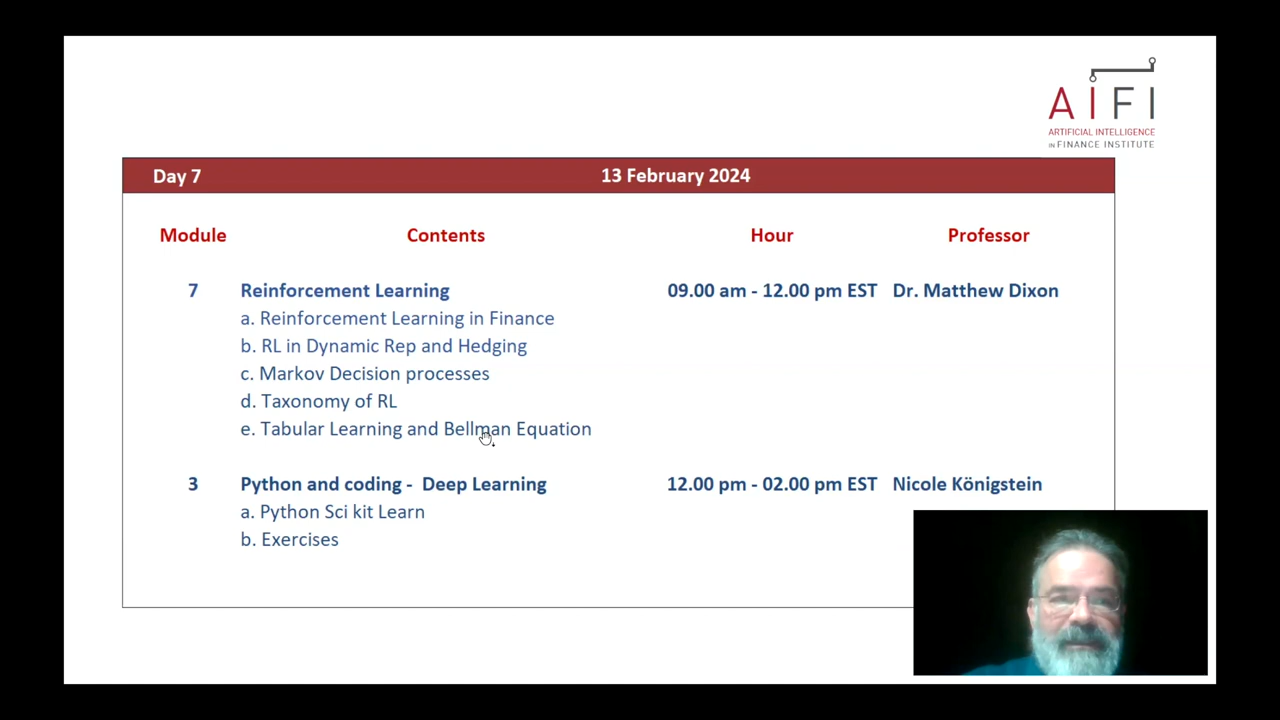 AIFI
ARTIFICIAL INTELLIGENCE
IN FINANCE INSTITUTE
Day 7 13 February 2024
Module Contents Hour Professor
7 Reinforcement Learning 09.00 am - 12.00 pm EST Dr. Matthew Dixon
a. Reinforcement Learning in Finance
b. RL in Dynamic Rep and Hedging
c. Markov Decision processes
d. Taxonomy of RL
e. Tabular Learning and Bellman Equation
3 Python and coding - Deep Learning 12.00 pm - 02.00 pm EST Nicole Königstein
a. Python Sci kit Learn
b. Exercises